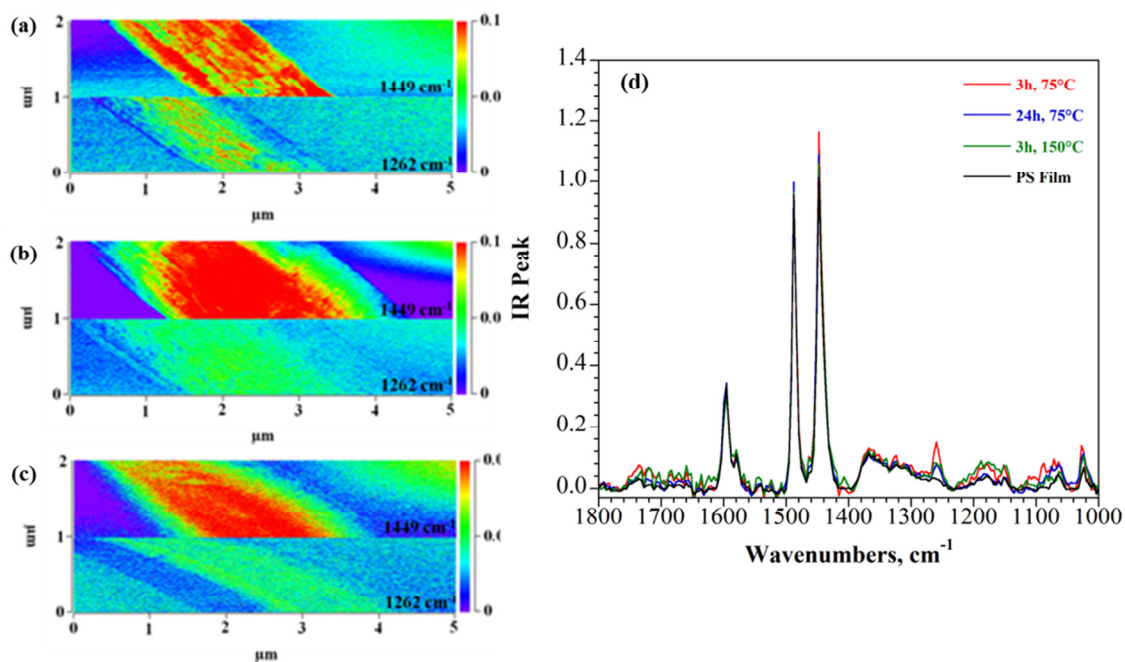 (a)
2
1
0
µm
1449 cm-1
1262 cm-1
0 1 2 3 4 5
µm
0.1
0.0
0
(b)
2
1
0
µm
1449 cm-1
1262 cm-1
0 1 2 3 4 5
µm
0.1
0.0
0
(c)
2
1
0
µm
1449 cm-1
1262 cm-1
0 1 2 3 4 5
µm
0.0
0
(d)
3h, 75°C
24h, 75°C
3h, 150°C
PS Film
IR Peak
1.4
1.2
1.0
0.8
0.6
0.4
0.2
0.0
1800 1700 1600 1500 1400 1300 1200 1100 1000
Wavenumbers, cm-1